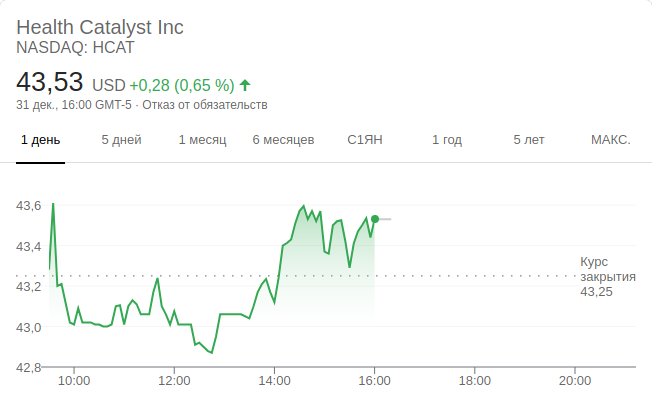 Health Catalyst Inc
NASDAQ: HCAT
43,53 USD +0,28 (0,65 %)
31 дек., 16:00 GMT-5 · Отказ от обязательств
1 день 5 дней 1 месяц 6 месяцев С1ЯН 1 год 5 лет МАКС.
43,6
43,4
Курс
закрытия
43,25
43,2
43,0
42,8
10:00 12:00 14:00 16:00 18:00 20:00